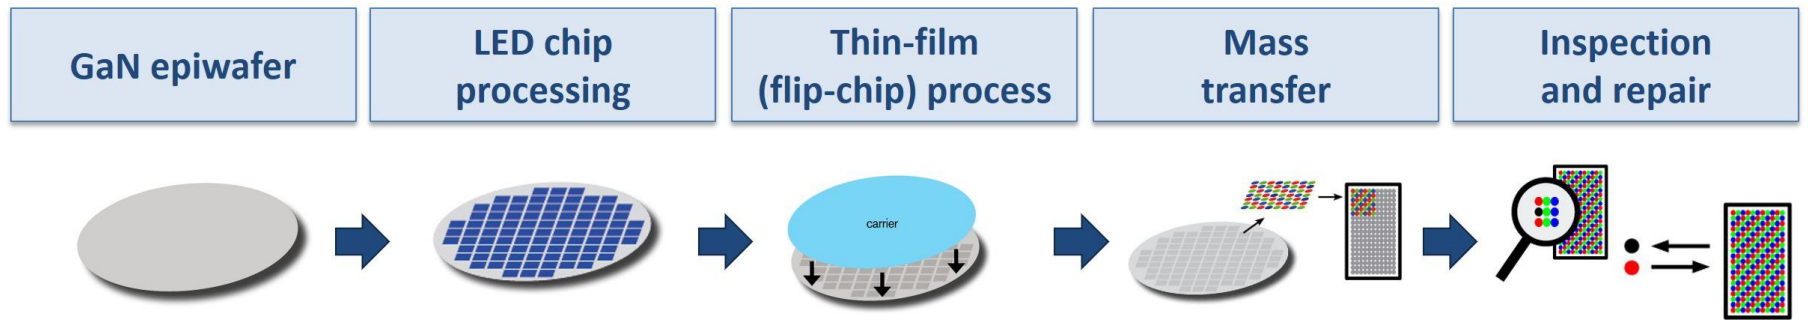 GaN epiwafer
LED chip
processing
Thin-film
(flip-chip) process
Mass
transfer
Inspection
and repair
carrier